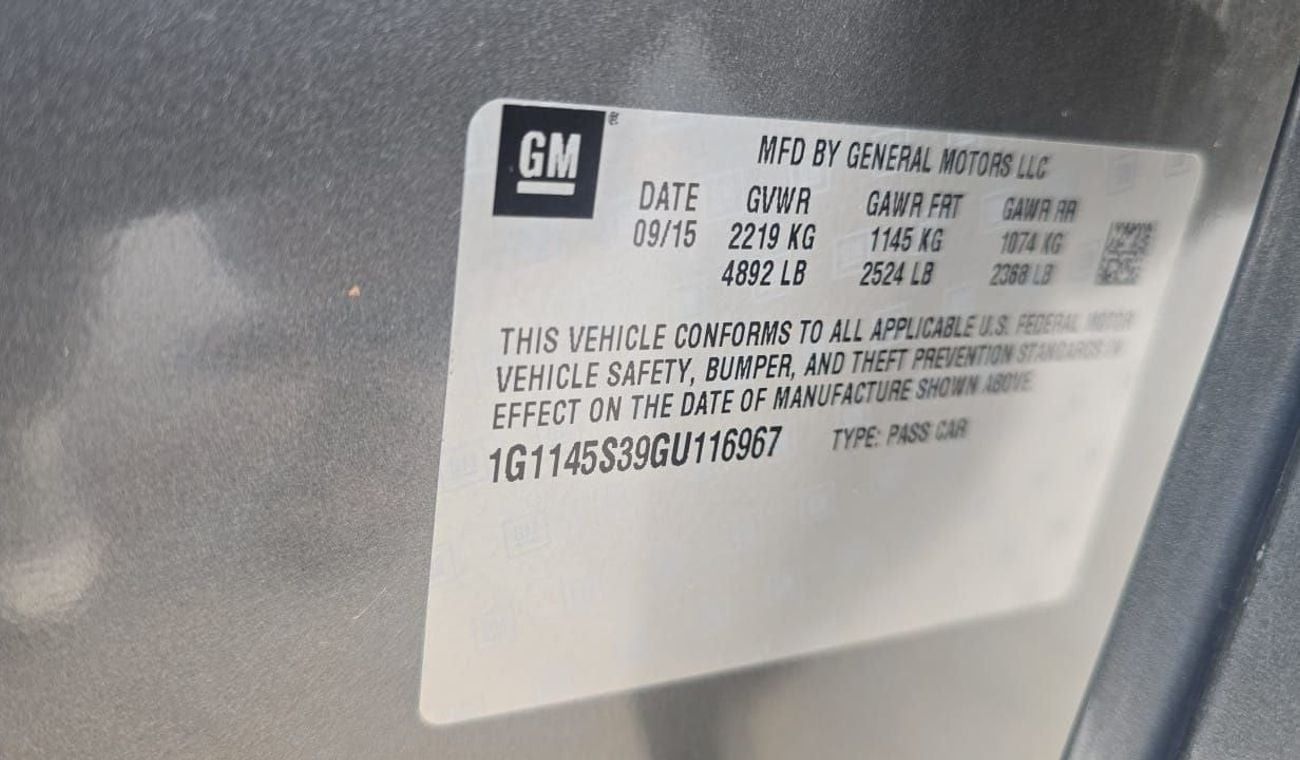 GM®
MFD BY GENERAL MOTORS LLC
DATE GVWR GAWR FRT GAWR RR
09/15 2219 KG 1145 KG 1074 KG
4892 LB 2524 LB 2368 LB
THIS VEHICLE CONFORMS TO ALL APPLICABLE U.S. FEDERAL MOTOR
VEHICLE SAFETY, BUMPER, AND THEFT PREVENTION STANDARDS IN
EFFECT ON THE DATE OF MANUFACTURE SHOWN ABOVE
1G1145S39GU116967 TYPE: PASS CAR